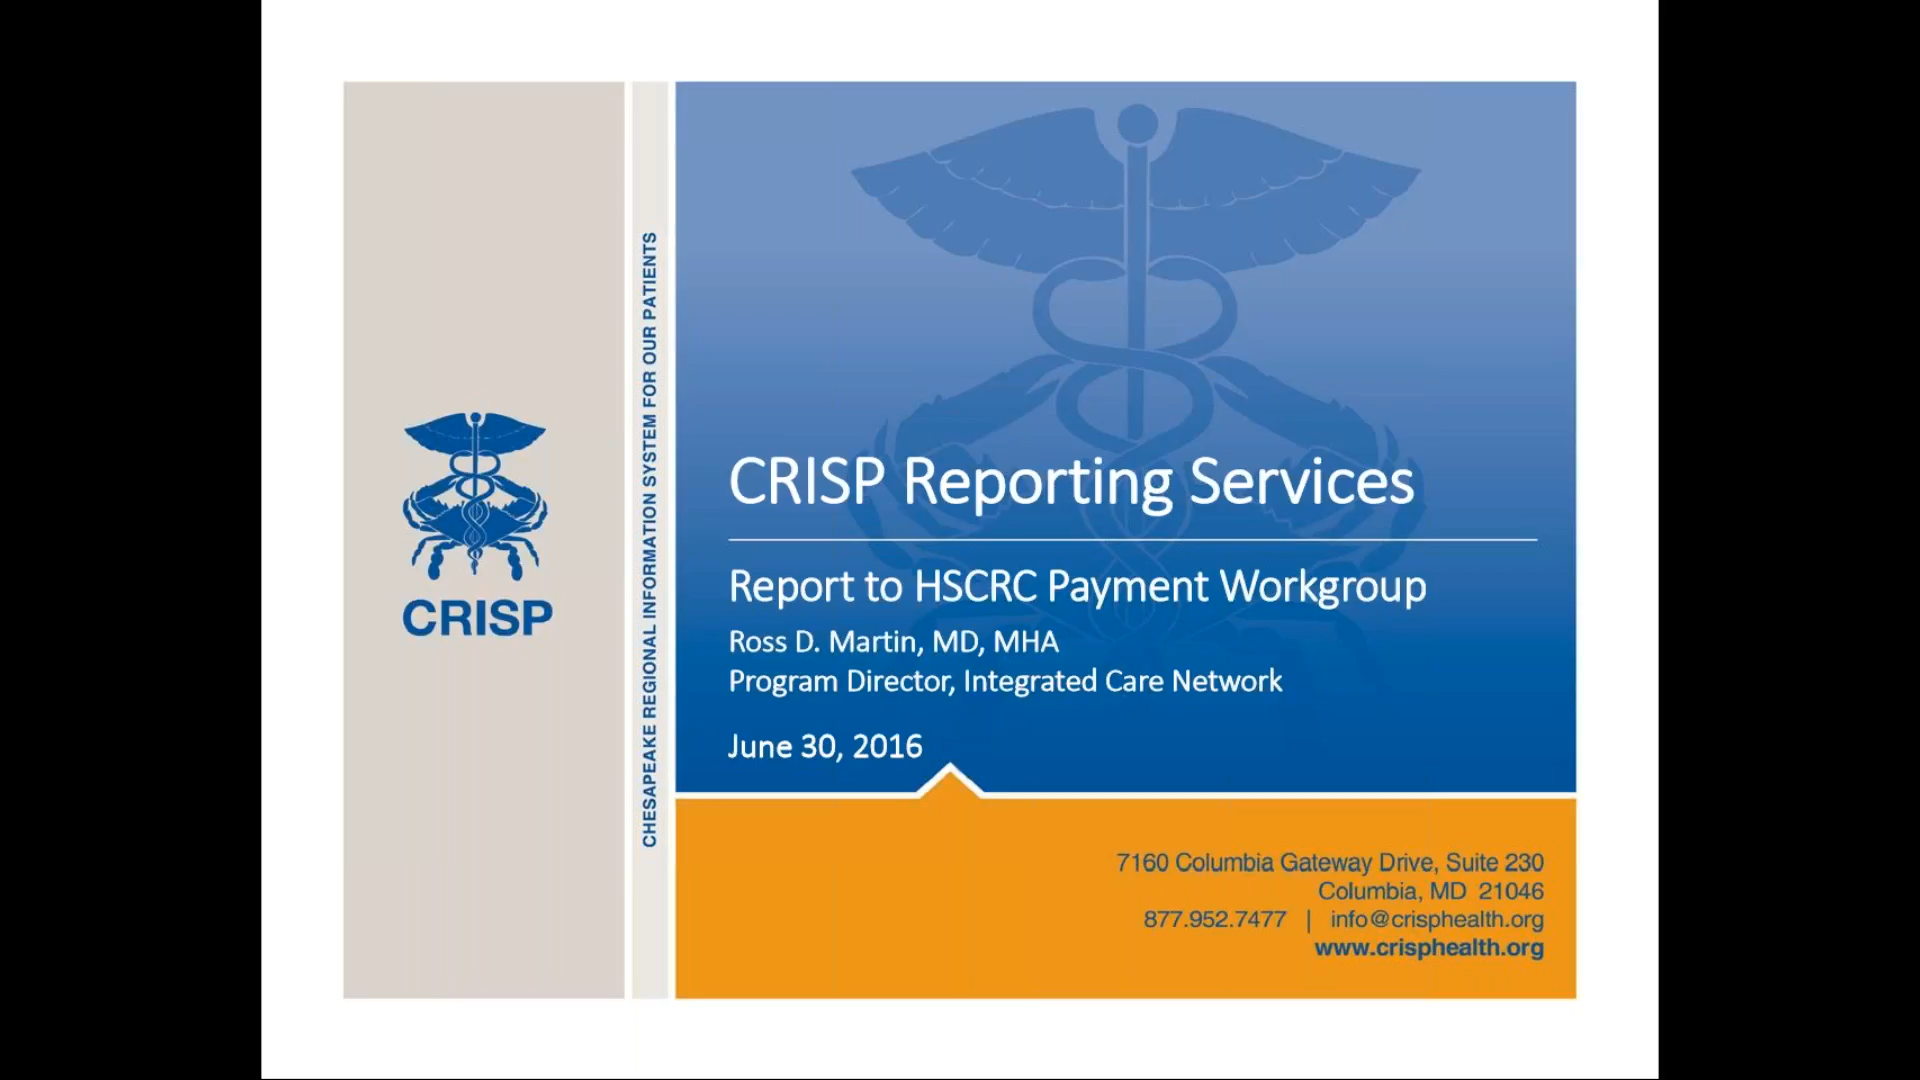 CRISP
CHESAPEAKE REGIONAL INFORMATION SYSTEM FOR OUR PATIENTS
CRISP Reporting Services
Report to HSCRC Payment Workgroup
Ross D. Martin, MD, MHA
Program Director, Integrated Care Network
June 30, 2016
7160 Columbia Gateway Drive, Suite 230
Columbia, MD 21046
877.952.7477 | info@crisphealth.org
www.crisphealth.org